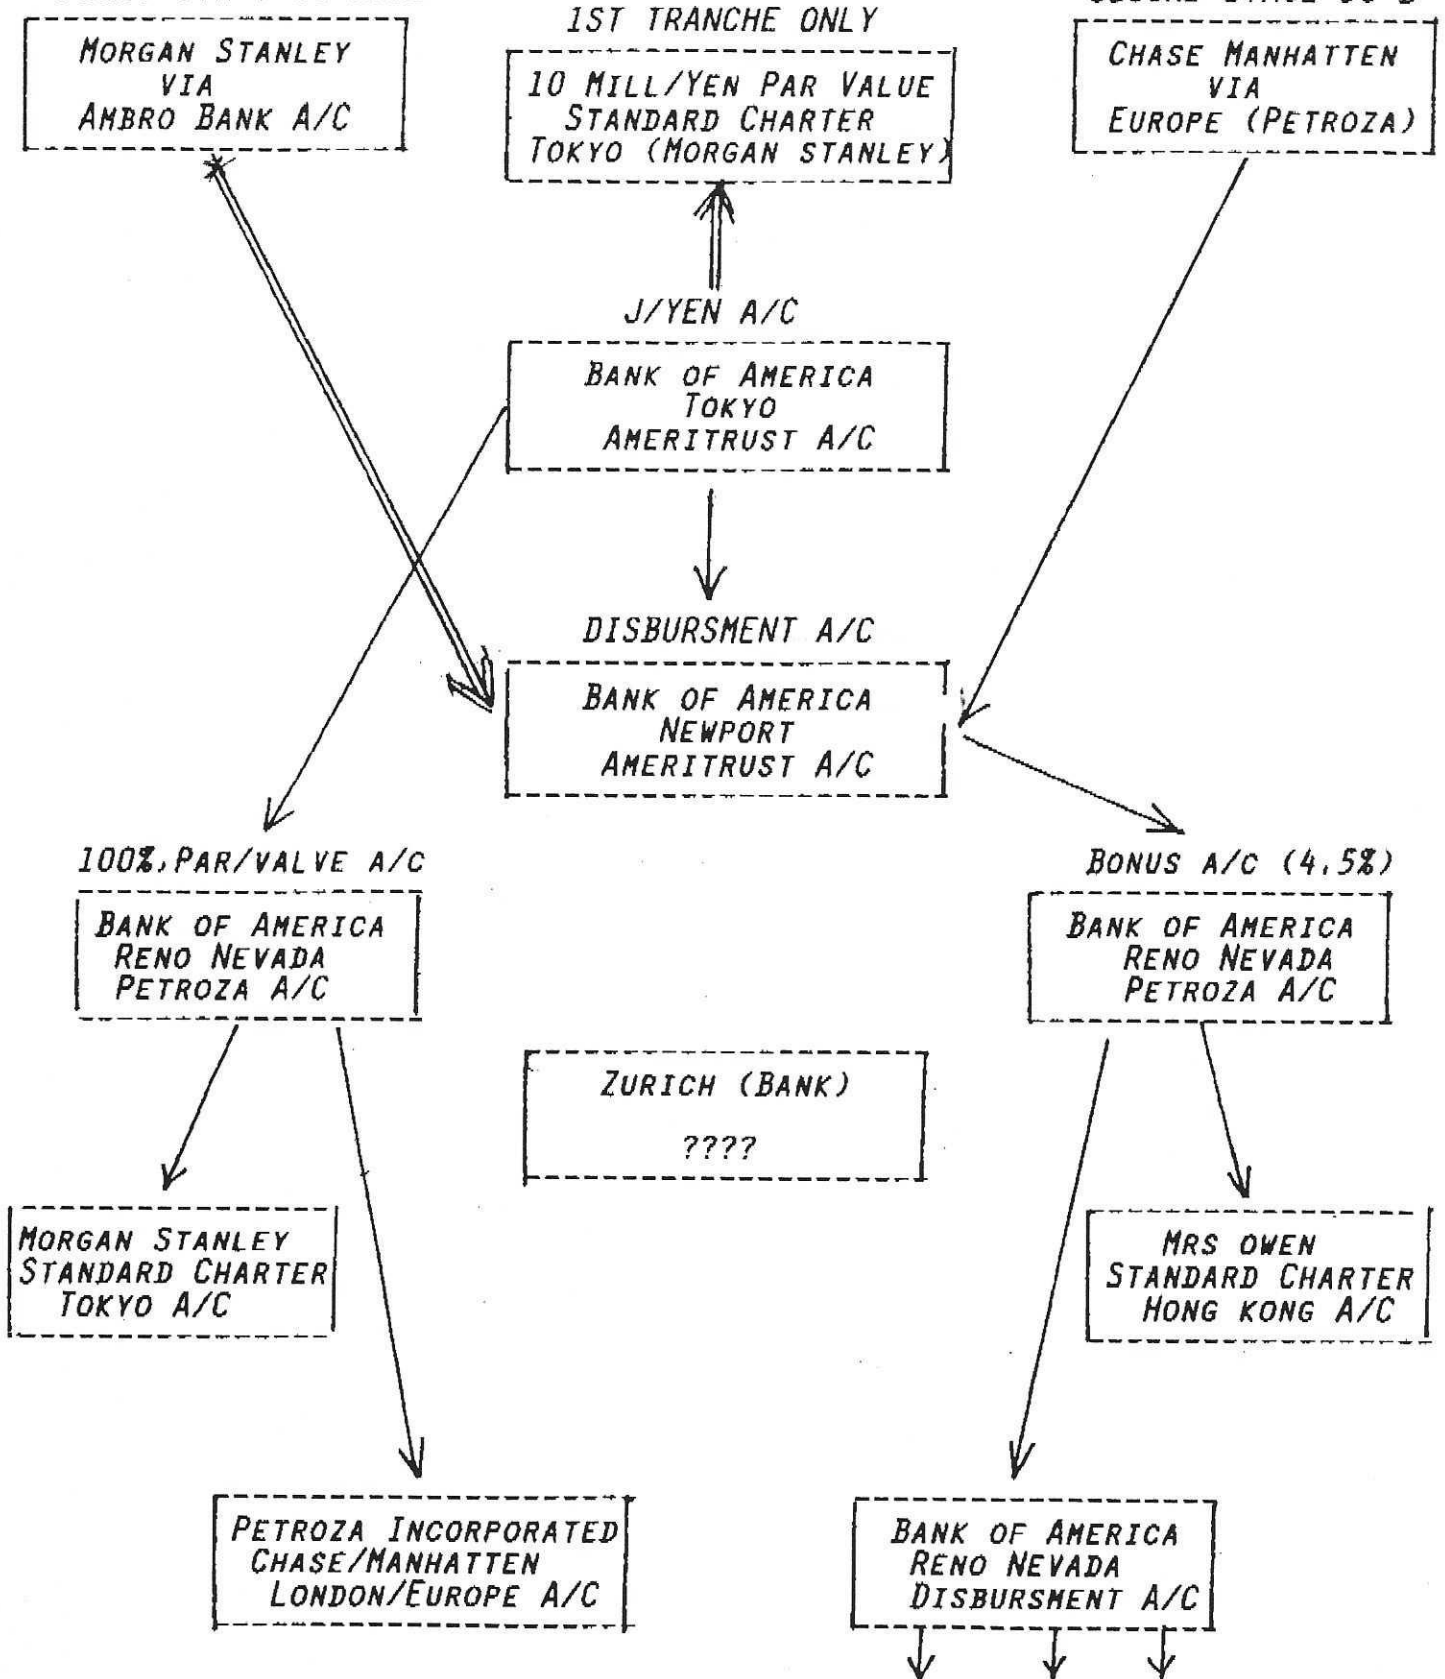 1ST TRANCHE ONLY
MORGAN STANLEY
VIA
AMBRO BANK A/C
10 MILL/YEN PAR VALUE
STANDARD CHARTER
TOKYO (MORGAN STANLEY)
CHASE MANHATTEN
VIA
EUROPE (PETROZA)
J/YEN A/C
BANK OF AMERICA
TOKYO
AMERITRUST A/C
DISBURSMENT A/C
BANK OF AMERICA
NEWPORT
AMERITRUST A/C
100%, PAR/VALVE A/C
BANK OF AMERICA
RENO NEVADA
PETROZA A/C
BONUS A/C (4.5%)
BANK OF AMERICA
RENO NEVADA
PETROZA A/C
ZURICH (BANK)
????
MORGAN STANLEY
STANDARD CHARTER
TOKYO A/C
MRS OWEN
STANDARD CHARTER
HONG KONG A/C
PETROZA INCORPORATED
CHASE/MANHATTEN
LONDON/EUROPE A/C
BANK OF AMERICA
RENO NEVADA
DISBURSMENT A/C